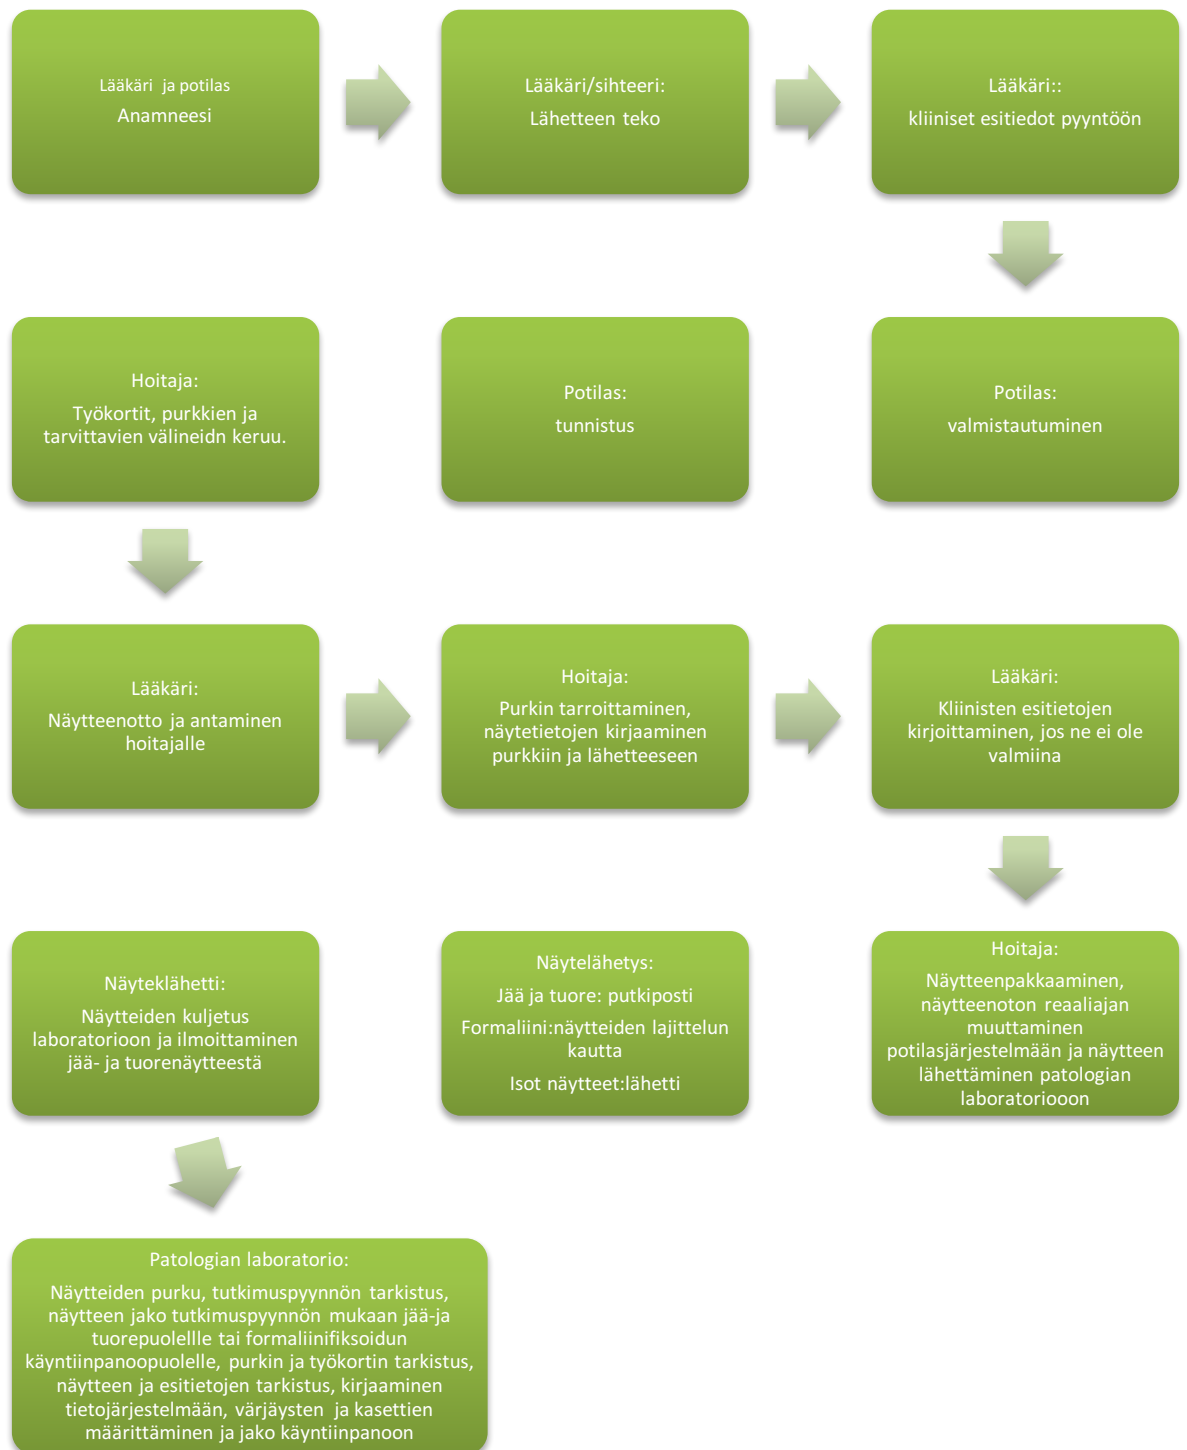 Lääkäri ja potilas
Anamneesi
Lääkäri/sihteeri:
Lähetteen teko
Lääkäri::
kliiniset esitiedot pyyntöön
Hoitaja:
Työkortit, purkkien ja
tarvittavien välineidn keruu.
Potilas:
tunnistus
Potilas:
valmistautuminen
Lääkäri:
Näytteenotto ja antaminen
hoitajalle
Hoitaja:
Purkin tarroittaminen,
näytetietojen kirjaaminen
purkkiin ja lähetteeseen
Lääkäri:
Kliinisten esitietojen
kirjoittaminen, jos ne ei ole
valmiina
Näyteklähetti:
Näytteiden kuljetus
laboratorioon ja ilmoittaminen
jää- ja tuorenäytteestä
Näytelähetys:
Jää ja tuore: putkiposti
Formaliini:näytteiden lajittelun
kautta
Isot näytteet:lähetti
Hoitaja:
Näytteenpakkaaminen,
näytteenoton reaaliajan
muuttaminen
potilasjärjestelmään ja näytteen
lähettäminen patologian
laboratoriooon
Patologian laboratorio:
Näytteiden purku, tutkimuspyynnön tarkistus,
näytteen jako tutkimuspyynnön mukaan jää-ja
tuorepuolellle tai formaliinifiksoidun
käyntiinpanoopuolelle, purkin ja työkortin tarkistus,
näytteen ja esitietojen tarkistus, kirjaaminen
tietojärjestelmään, värjäysten ja kasettien
määrittäminen ja jako käyntiinpanoon